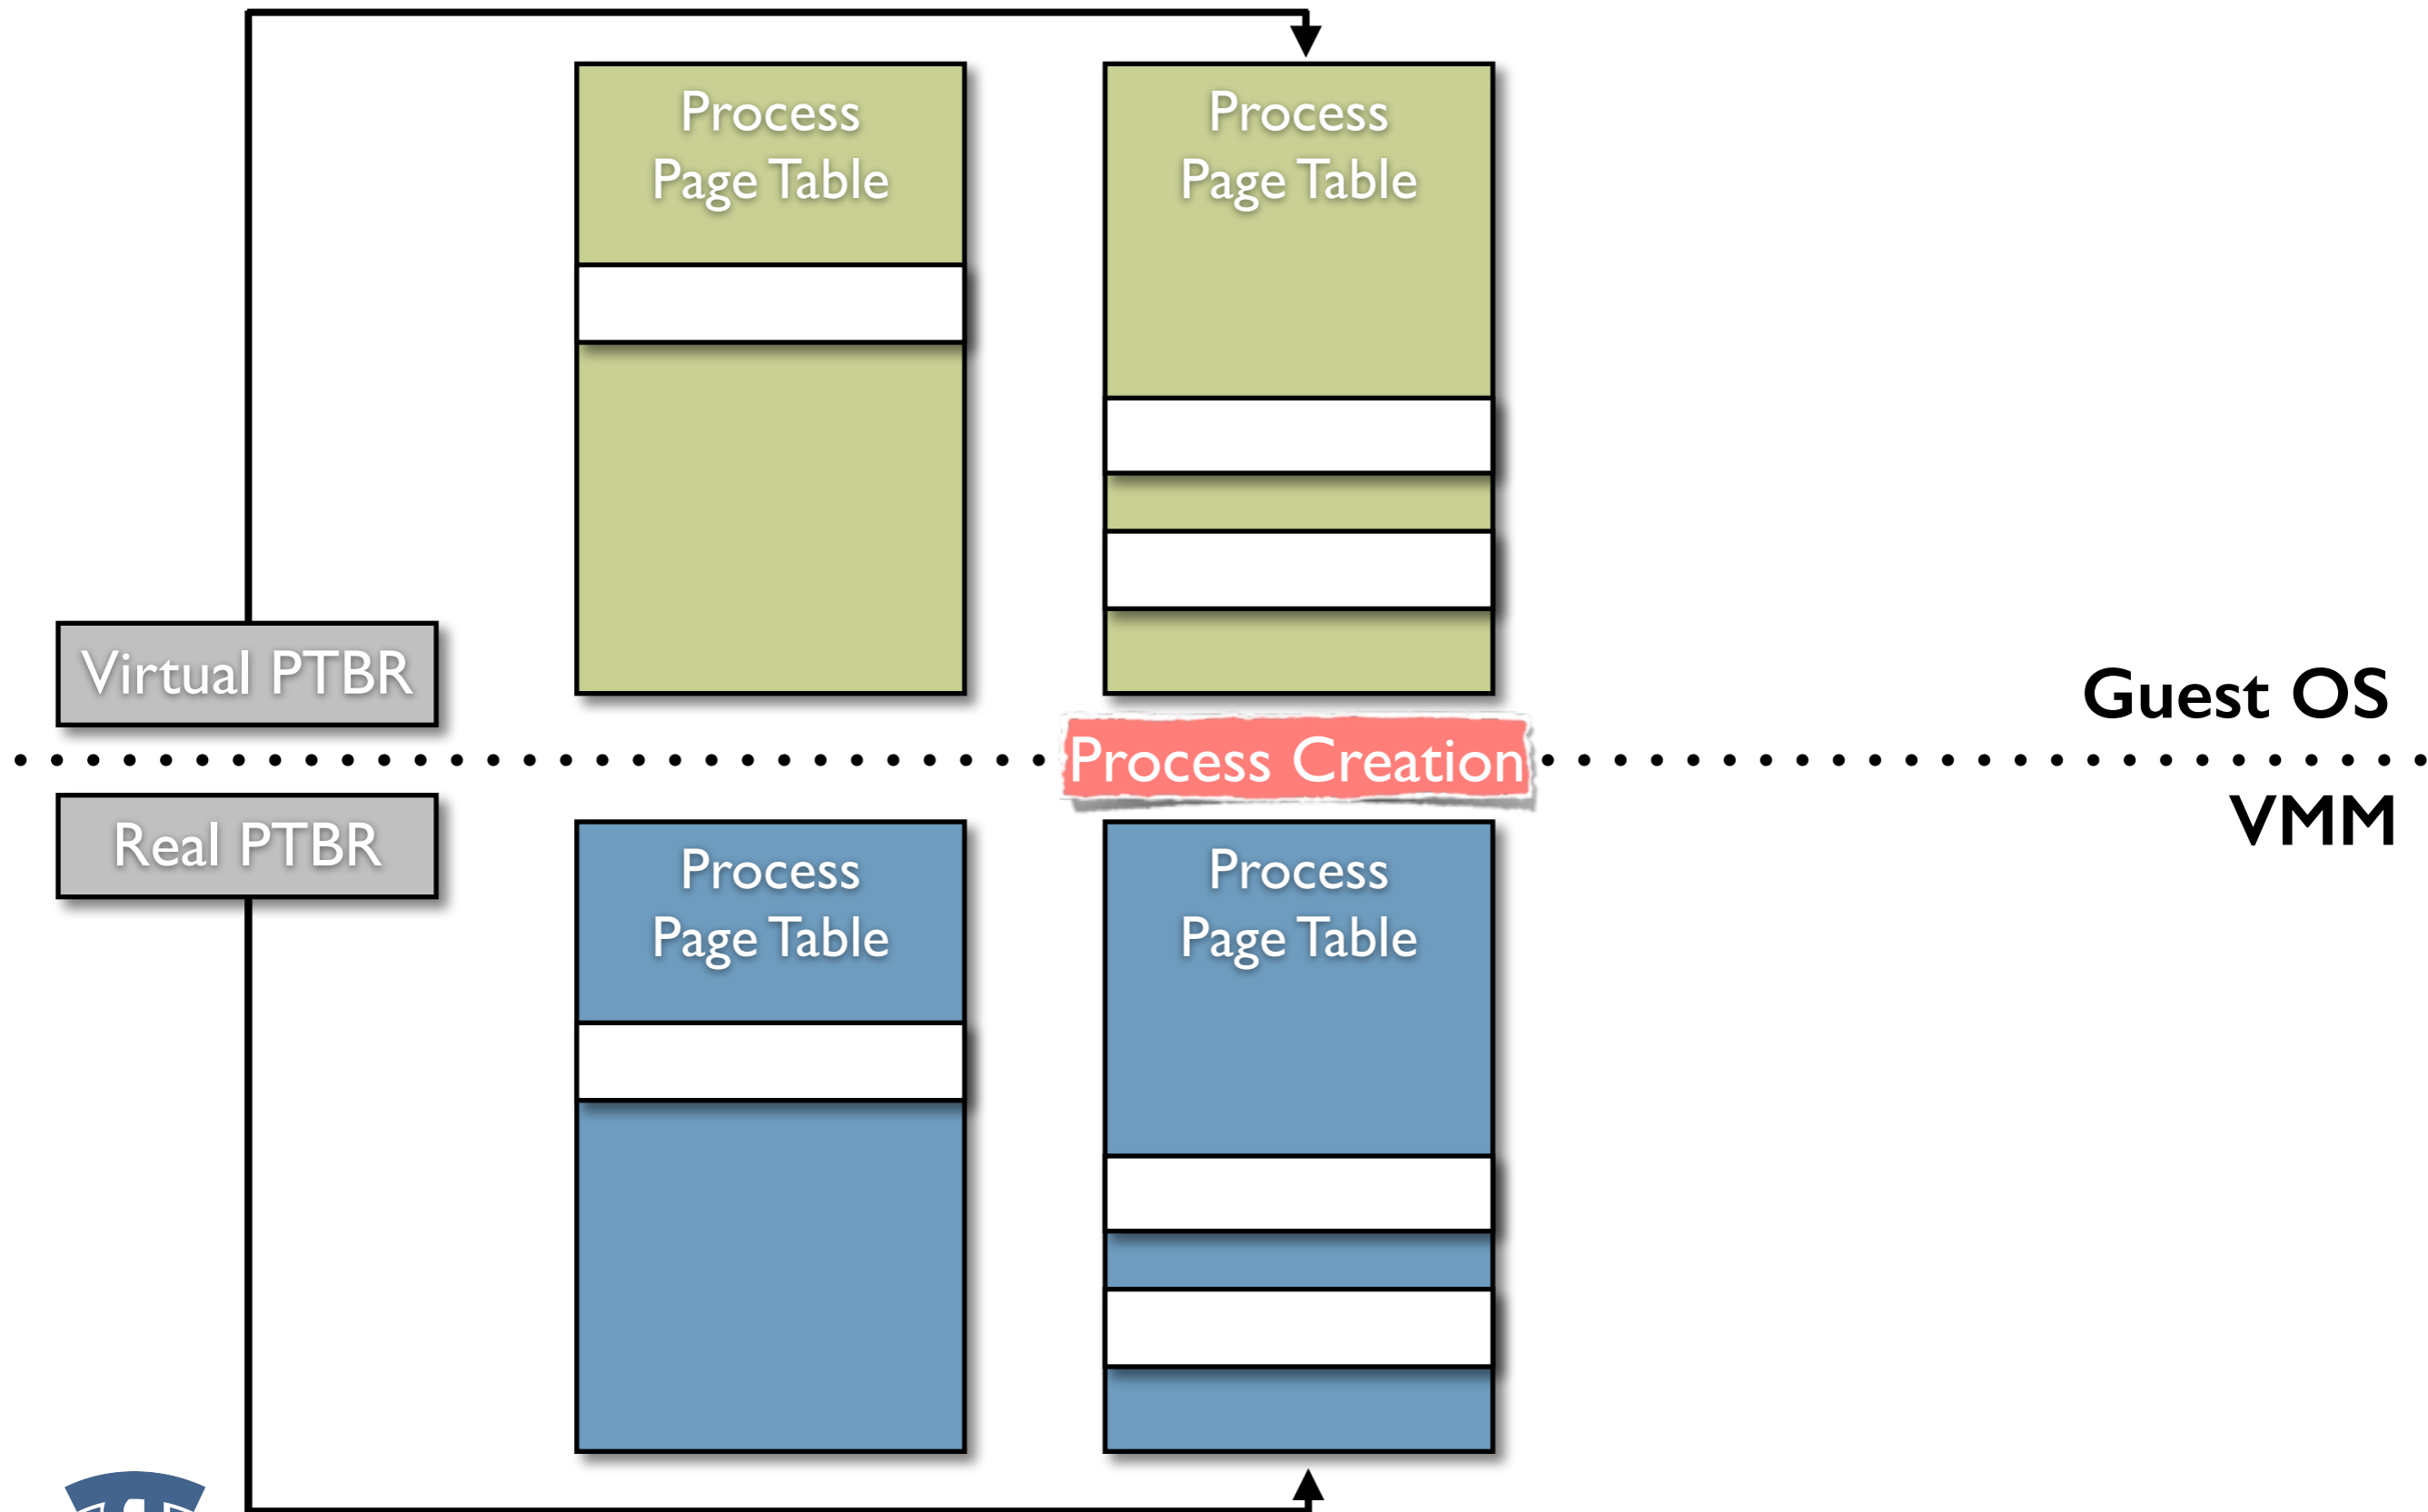 Process
Page Table
Process
Page Table
Virtual PTBR
Guest OS
Process Creation
Real PTBR
VMM
Process
Page Table
Process
Page Table